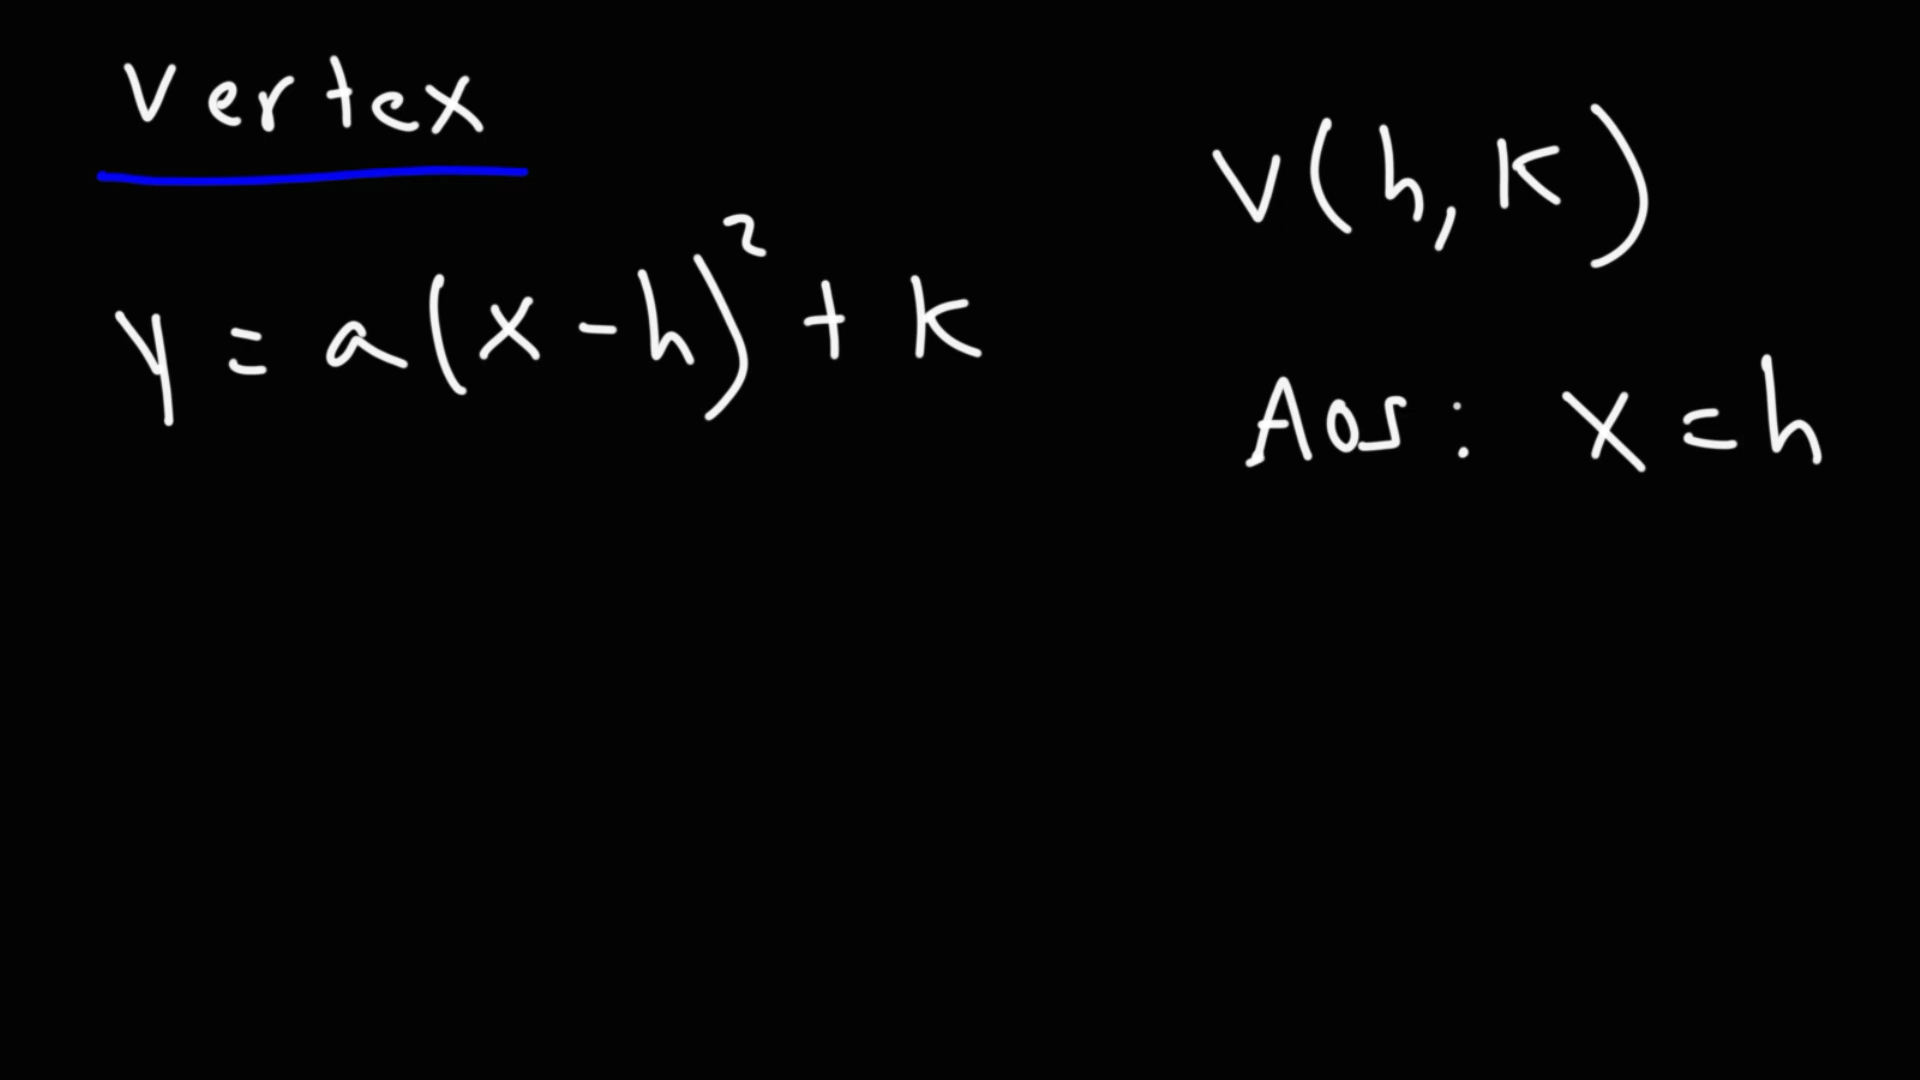 Vertex
y = a(x-h)² + k
V(h, k)
AOS: x = h